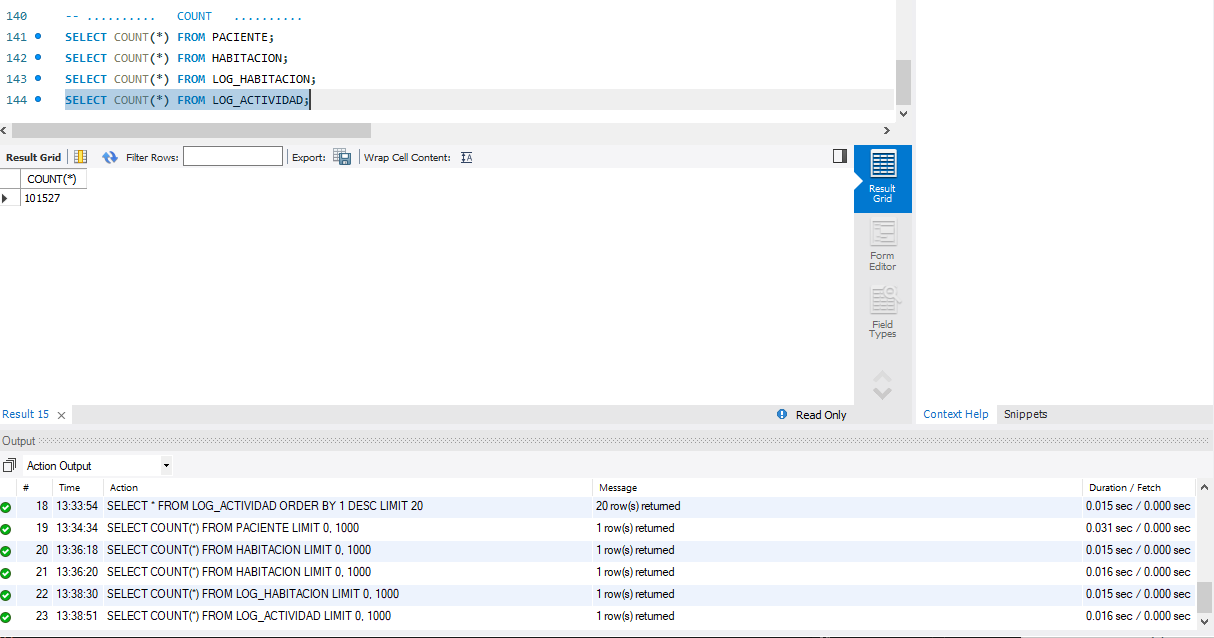 140 -- .......... COUNT ..........
141 SELECT COUNT(*) FROM PACIENTE;
142 SELECT COUNT(*) FROM HABITACION;
143 SELECT COUNT(*) FROM LOG_HABITACION;
144 SELECT COUNT(*) FROM LOG_ACTIVIDAD;
Result Grid Filter Rows: Export: Wrap Cell Content:
COUNT(*)
101527
Result
Grid
Form
Editor
Field
Types
Result 15 Read Only Context Help Snippets
Output
Action Output
# Time Action Message Duration / Fetch
18 13:33:54 SELECT * FROM LOG_ACTIVIDAD ORDER BY 1 DESC LIMIT 20 20 row(s) returned 0.015 sec / 0.000 sec
19 13:34:34 SELECT COUNT(*) FROM PACIENTE LIMIT 0, 1000 1 row(s) returned 0.031 sec / 0.000 sec
20 13:36:18 SELECT COUNT(*) FROM HABITACION LIMIT 0, 1000 1 row(s) returned 0.015 sec / 0.000 sec
21 13:36:20 SELECT COUNT(*) FROM HABITACION LIMIT 0, 1000 1 row(s) returned 0.016 sec / 0.000 sec
22 13:38:30 SELECT COUNT(*) FROM LOG_HABITACION LIMIT 0, 1000 1 row(s) returned 0.015 sec / 0.000 sec
23 13:38:51 SELECT COUNT(*) FROM LOG_ACTIVIDAD LIMIT 0, 1000 1 row(s) returned 0.016 sec / 0.000 sec